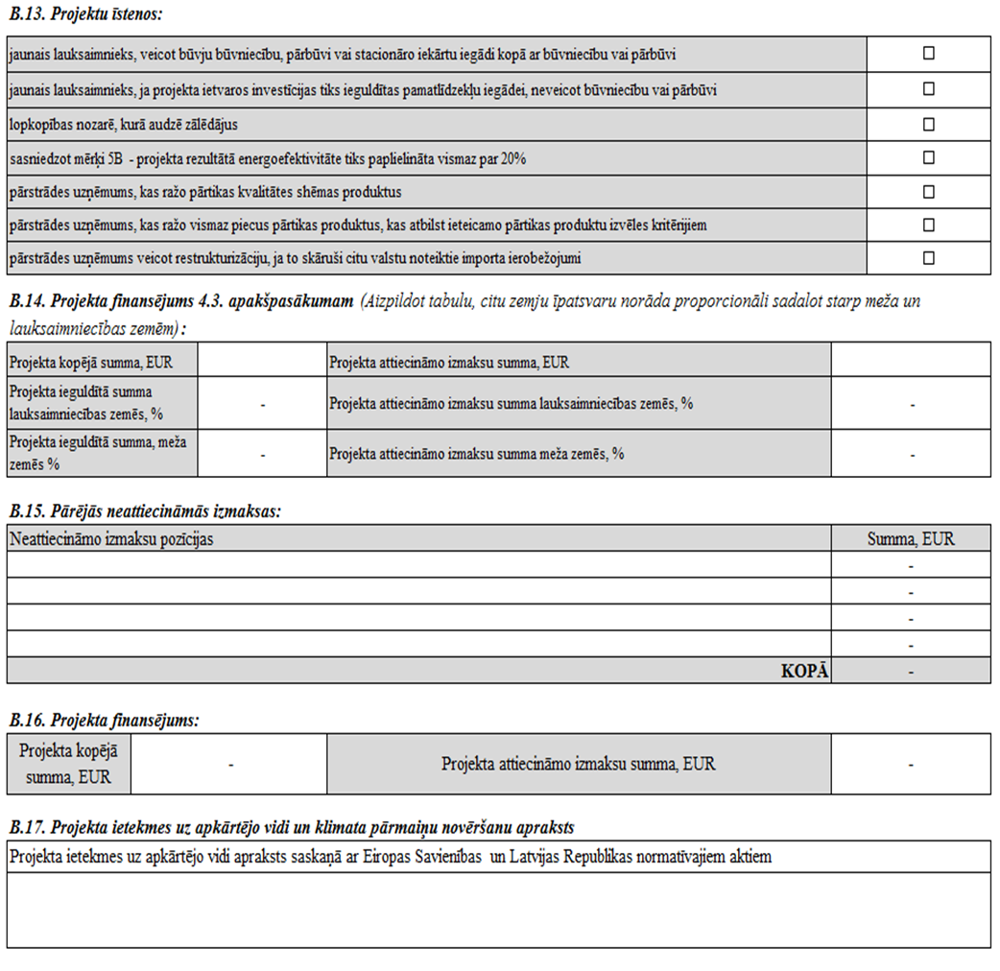 B.13. Projektu īstenos:
jaunais lauksaimnieks, veicot būvju būvniecību, pārbūvi vai stacionāro iekārtu iegādi kopā ar būvniecību vai pārbūvi ☐
jaunais lauksaimnieks, ja projekta ietvaros investīcijas tiks ieguldītas pamatlīdzekļu iegādei, neveicot būvniecību vai pārbūvi ☐
lopkopības nozarē, kurā audzē zālēdājus ☐
sasniedzot mērķi 5B - projekta rezultātā energoefektivitāte tiks paplielināta vismaz par 20% ☐
pārstrādes uzņēmums, kas ražo pārtikas kvalitātes shēmas produktus ☐
pārstrādes uzņēmums, kas ražo vismaz piecus pārtikas produktus, kas atbilst ieteicamo pārtikas produktu izvēles kritērijiem ☐
pārstrādes uzņēmums veicot restrukturizāciju, ja to skāruši citu valstu noteiktie importa ierobežojumi ☐
B.14. Projekta finansējums 4.3. apakšpasākumam (Aizpildot tabulu, citu zemju īpatsvaru norāda proporcionāli sadalot starp meža un
lauksaimniecības zemēm) :
Projekta kopējā summa, EUR Projekta attiecināmo izmaksu summa, EUR
Projekta ieguldītā summa
lauksaimniecības zemēs, % - Projekta attiecināmo izmaksu summa lauksaimniecības zemēs, % -
Projekta ieguldītā summa, meža
zemēs % - Projekta attiecināmo izmaksu summa meža zemēs, % -
B.15. Pārējās neattiecināmās izmaksas:
Neattiecināmo izmaksu pozīcijas Summa, EUR
-
-
-
-
KOPĀ -
B.16. Projekta finansējums:
Projekta kopējā
summa, EUR - Projekta attiecināmo izmaksu summa, EUR -
B.17. Projekta ietekmes uz apkārtējo vidi un klimata pārmaiņu novēršanu apraksts
Projekta ietekmes uz apkārtējo vidi apraksts saskaņā ar Eiropas Savienības un Latvijas Republikas normatīvajiem aktiem